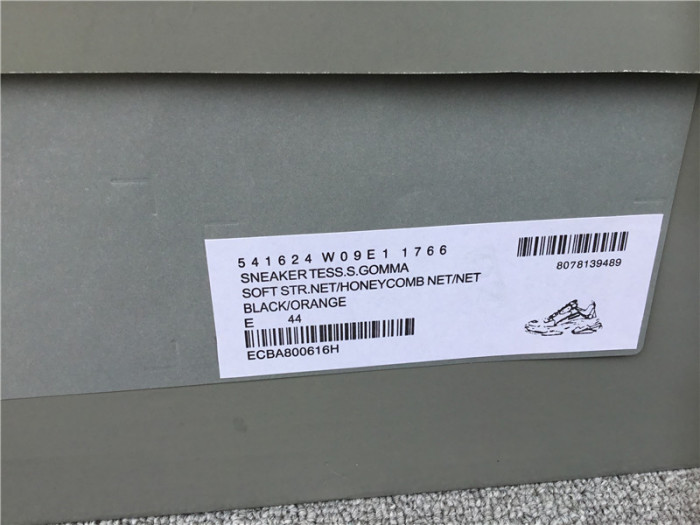 541624 W09E1 1766
SNEAKER TESS.S.GOMMA
SOFT STR.NET/HONEYCOMB NET/NET
BLACK/ORANGE
E 44
ECBA800616H
8078139489